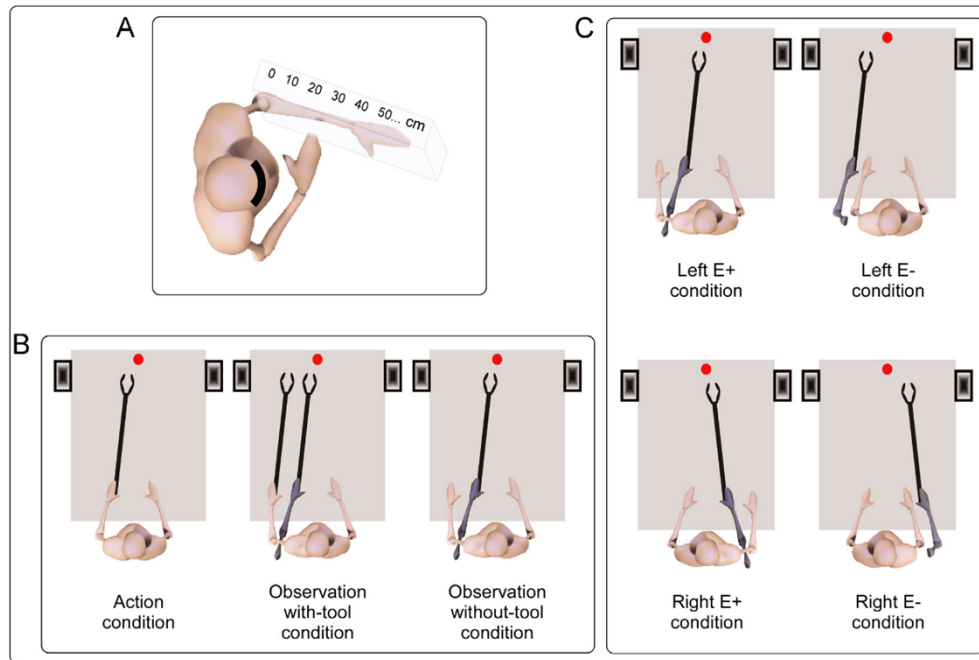 A
0 10 20 30 40 50... cm
B
Action
condition
Observation
with-tool
condition
Observation
without-tool
condition
C
Left E+
condition
Left E-
condition
Right E+
condition
Right E-
condition